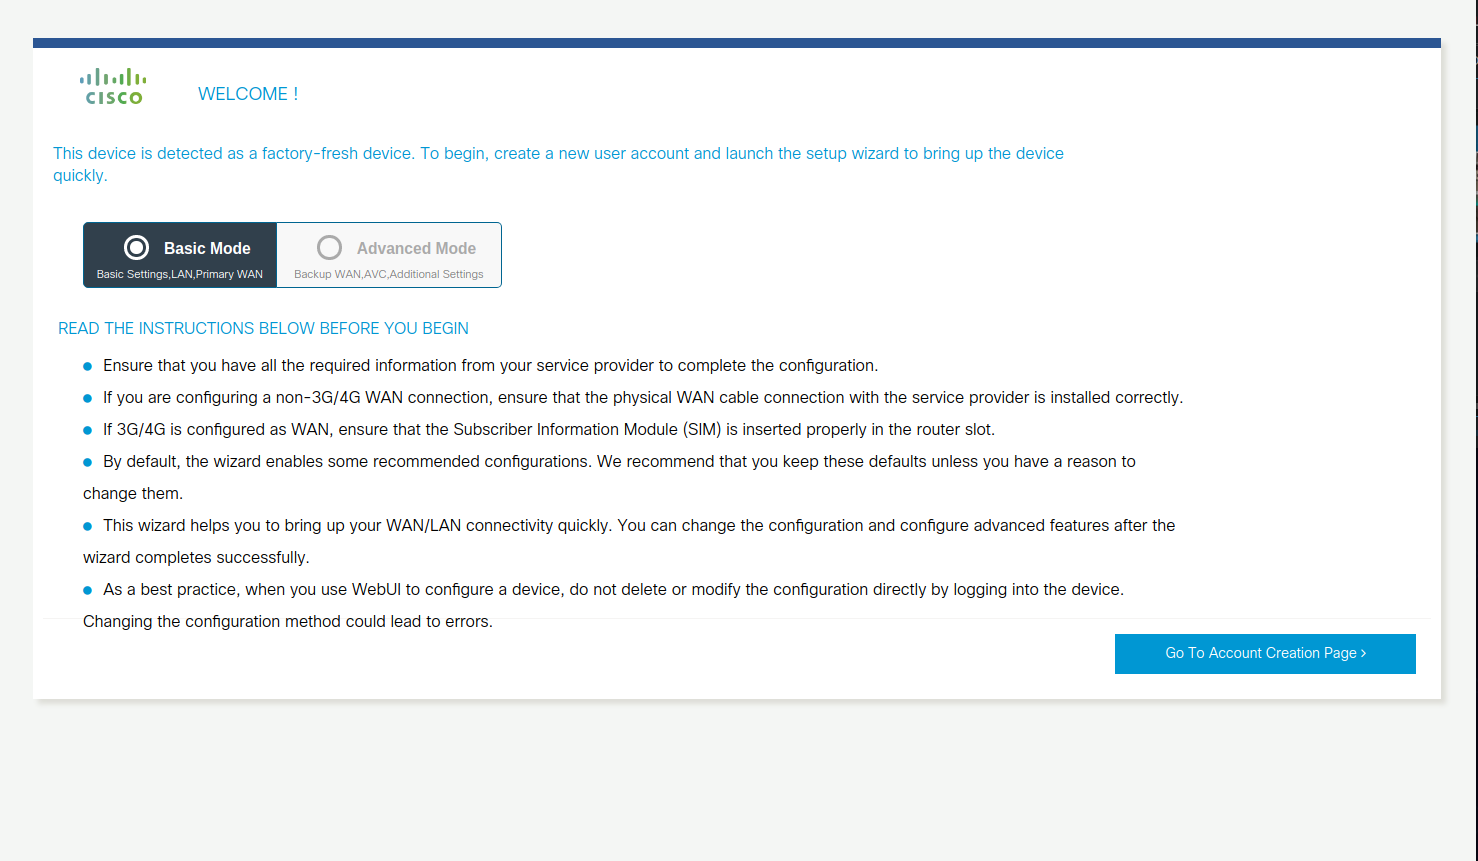 CISCO
WELCOME !
This device is detected as a factory-fresh device. To begin, create a new user account and launch the setup wizard to bring up the device
quickly.
Basic Mode
Basic Settings,LAN,Primary WAN
Advanced Mode
Backup WAN,AVC,Additional Settings
READ THE INSTRUCTIONS BELOW BEFORE YOU BEGIN
Ensure that you have all the required information from your service provider to complete the configuration.
If you are configuring a non-3G/4G WAN connection, ensure that the physical WAN cable connection with the service provider is installed correctly.
If 3G/4G is configured as WAN, ensure that the Subscriber Information Module (SIM) is inserted properly in the router slot.
By default, the wizard enables some recommended configurations. We recommend that you keep these defaults unless you have a reason to
change them.
This wizard helps you to bring up your WAN/LAN connectivity quickly. You can change the configuration and configure advanced features after the
wizard completes successfully.
As a best practice, when you use WebUI to configure a device, do not delete or modify the configuration directly by logging into the device.
Changing the configuration method could lead to errors.
Go To Account Creation Page >